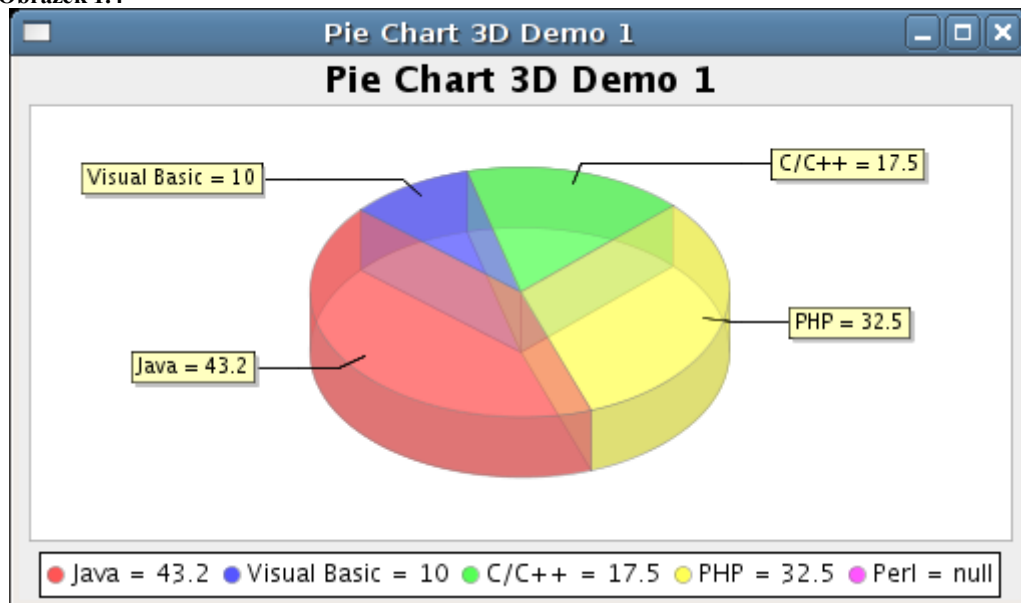 Obrázek 1.4
Pie Chart 3D Demo 1
Pie Chart 3D Demo 1
Visual Basic = 10
C/C++ = 17.5
PHP = 32.5
Java = 43.2
Java = 43.2 Visual Basic = 10 C/C++ = 17.5 PHP = 32.5 Perl = null